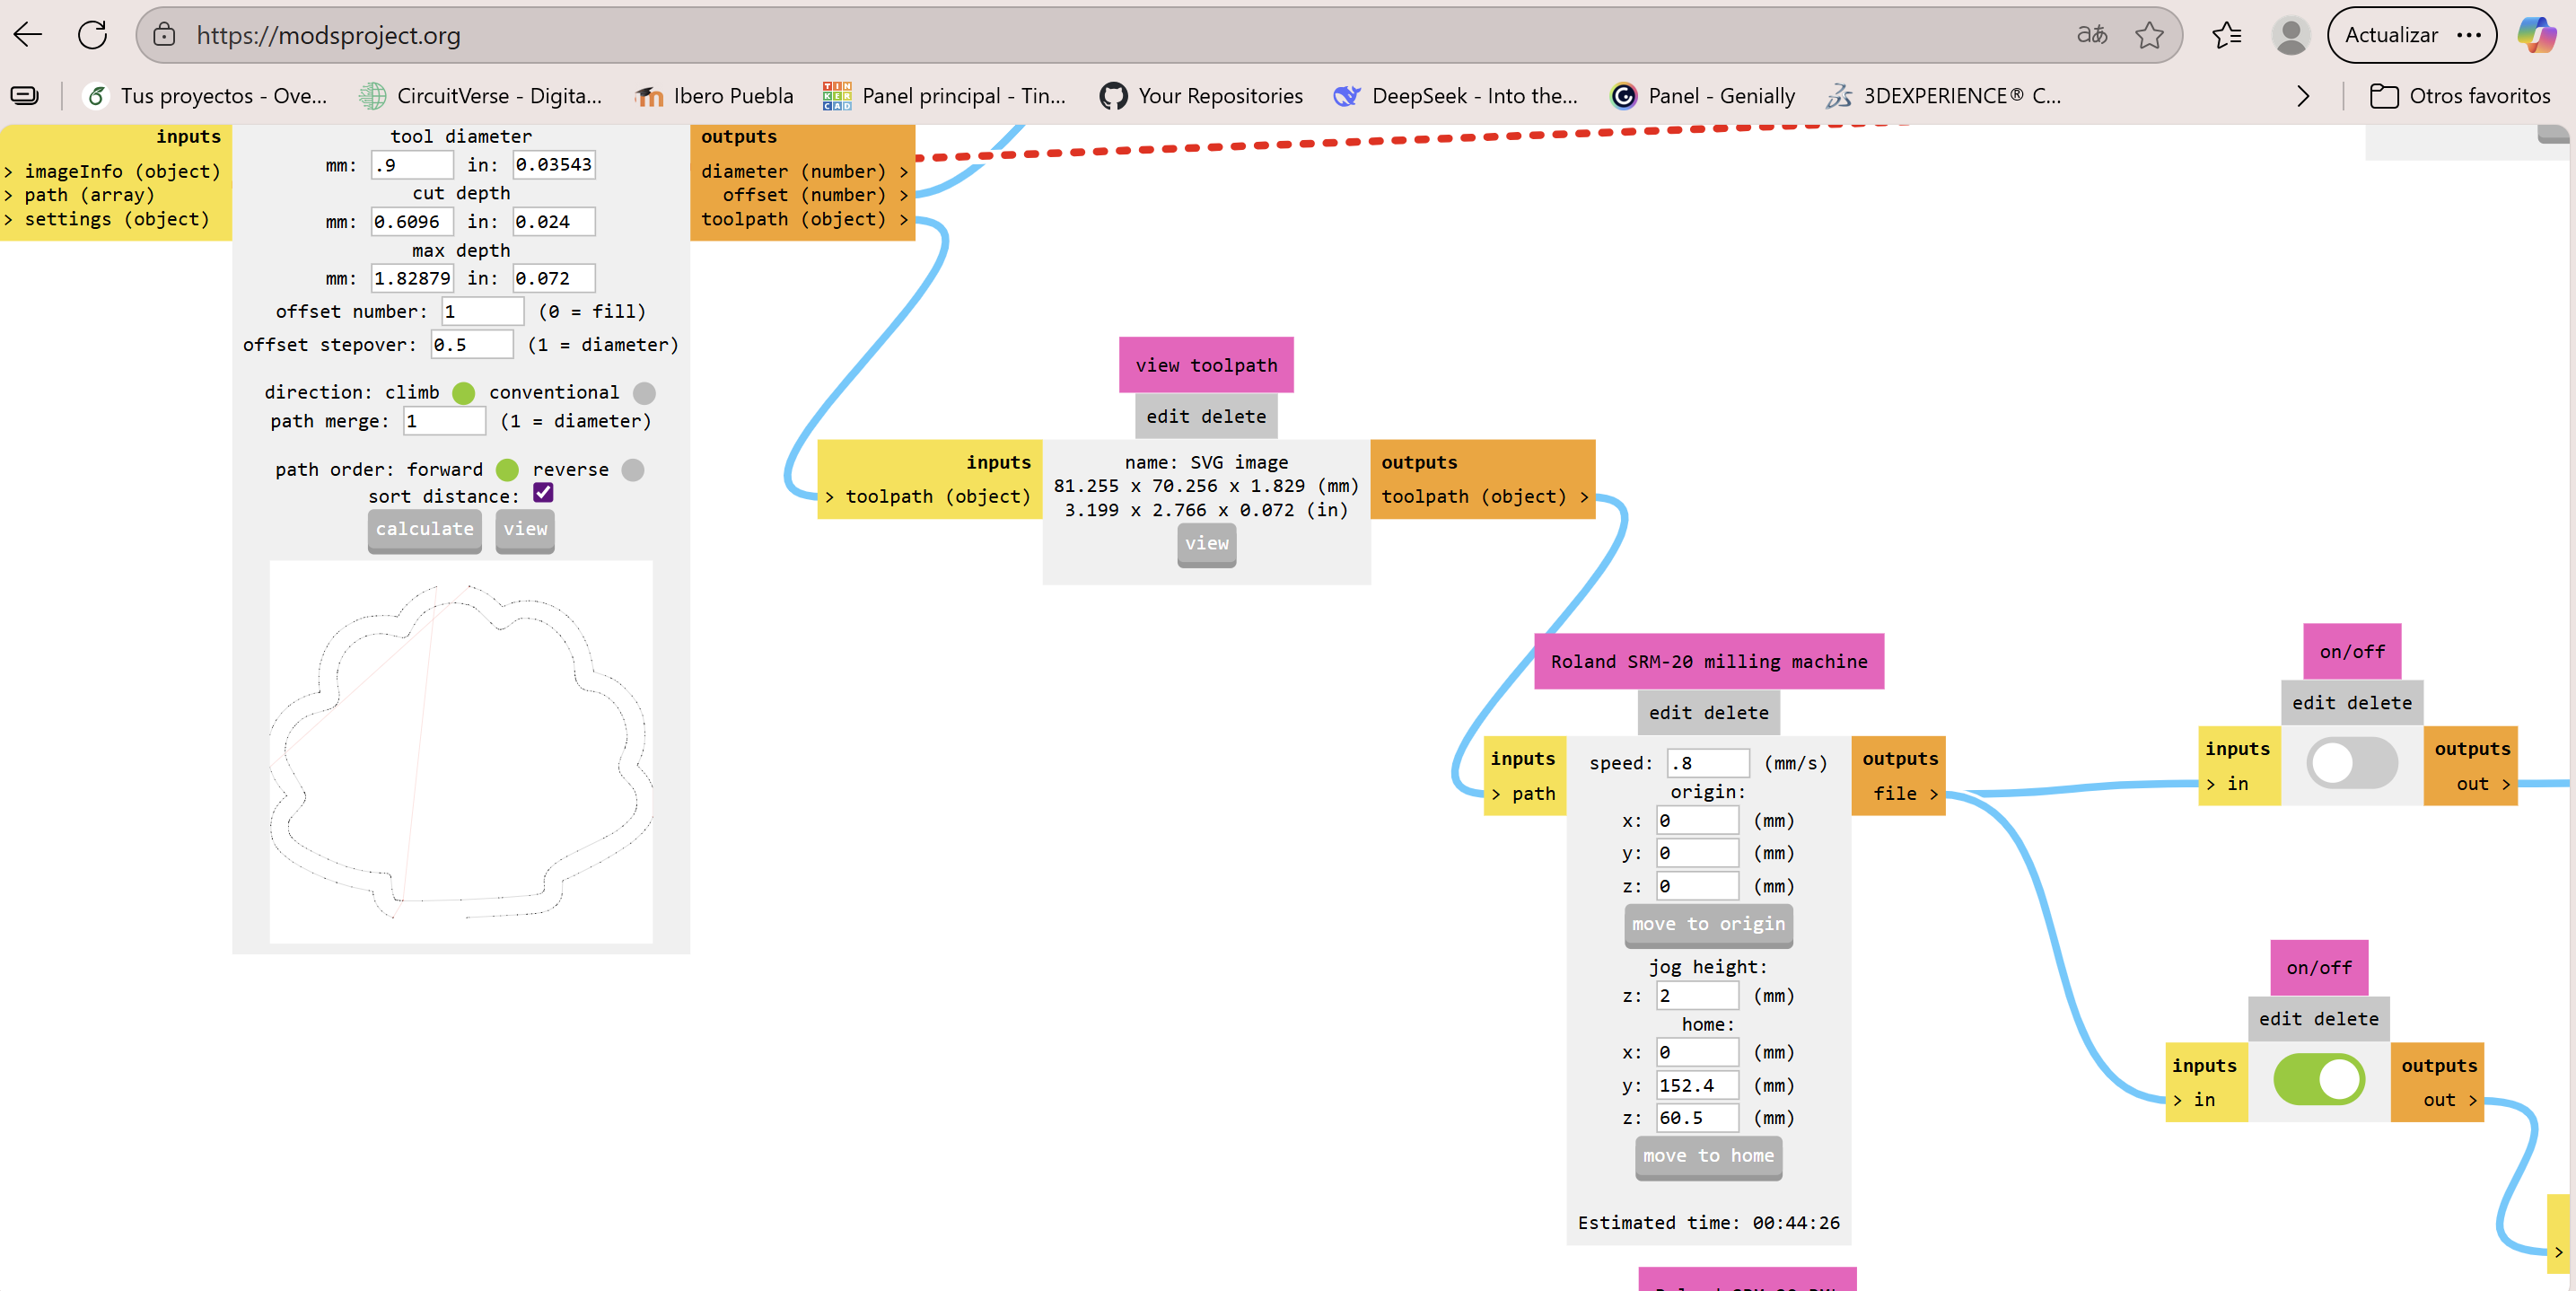 https://modsproject.org
aあ
Actualizar
Tus proyectos - Ove...
CircuitVerse - Digita...
Ibero Puebla
TIN KER CAD
Panel principal - Tin...
Your Repositories
DeepSeek - Into the...
Panel - Genially
3DEXPERIENCE® C...
Otros favoritos
inputs
> imageInfo (object)
> path (array)
> settings (object)
tool diameter
mm: .9 in: 0.03543
cut depth
mm: 0.6096 in: 0.024
max depth
mm: 1.82879 in: 0.072
offset number: 1 (0 = fill)
offset stepover: 0.5 (1 = diameter)
direction: climb conventional
path merge: 1 (1 = diameter)
path order: forward reverse
sort distance:
calculate view
outputs
diameter (number) >
offset (number) >
toolpath (object) >
view toolpath
edit delete
inputs
> toolpath (object)
name: SVG image
81.255 x 70.256 x 1.829 (mm)
3.199 x 2.766 x 0.072 (in)
view
outputs
toolpath (object) >
Roland SRM-20 milling machine
edit delete
inputs
> path
speed: .8 (mm/s)
origin:
x: 0 (mm)
y: 0 (mm)
z: 0 (mm)
move to origin
jog height:
z: 2 (mm)
home:
x: 0 (mm)
y: 152.4 (mm)
z: 60.5 (mm)
move to home
Estimated time: 00:44:26
outputs
file >
on/off
edit delete
inputs
> in
outputs
out >
on/off
edit delete
inputs
> in
outputs
out >
>